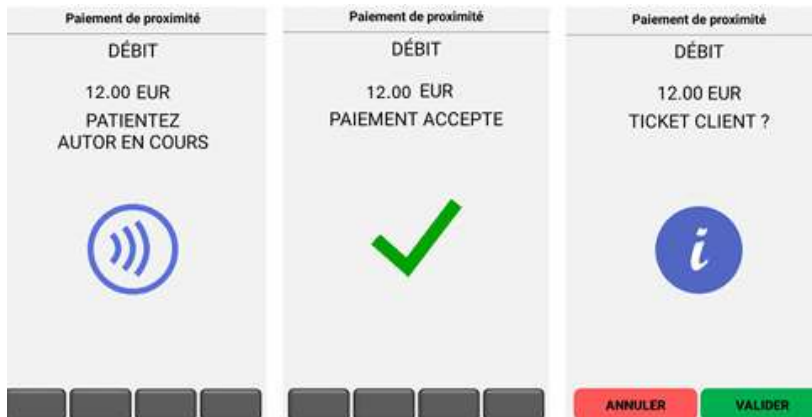 Paiement de proximité
DÉBIT
12.00 EUR
PATIENTEZ
AUTOR EN COURS
Paiement de proximité
DÉBIT
12.00 EUR
PAIEMENT ACCEPTE
Paiement de proximité
DÉBIT
12.00 EUR
TICKET CLIENT ?
i
ANNULER
VALIDER